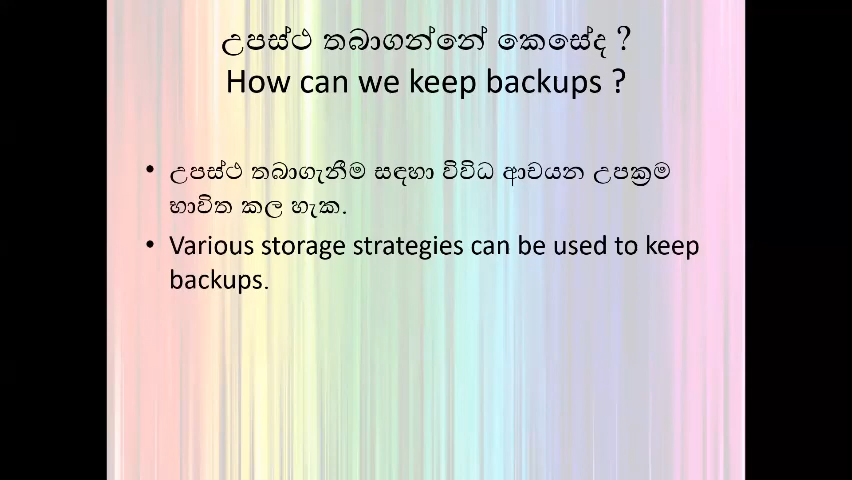 උපස්ථ තබාගන්නේ කෙසේද ?
How can we keep backups ?
• උපස්ථ තබාගැනීම සඳහා විවිධ ආචයන උපක්‍රම
භාවිත කල හැක.
• Various storage strategies can be used to keep
backups.